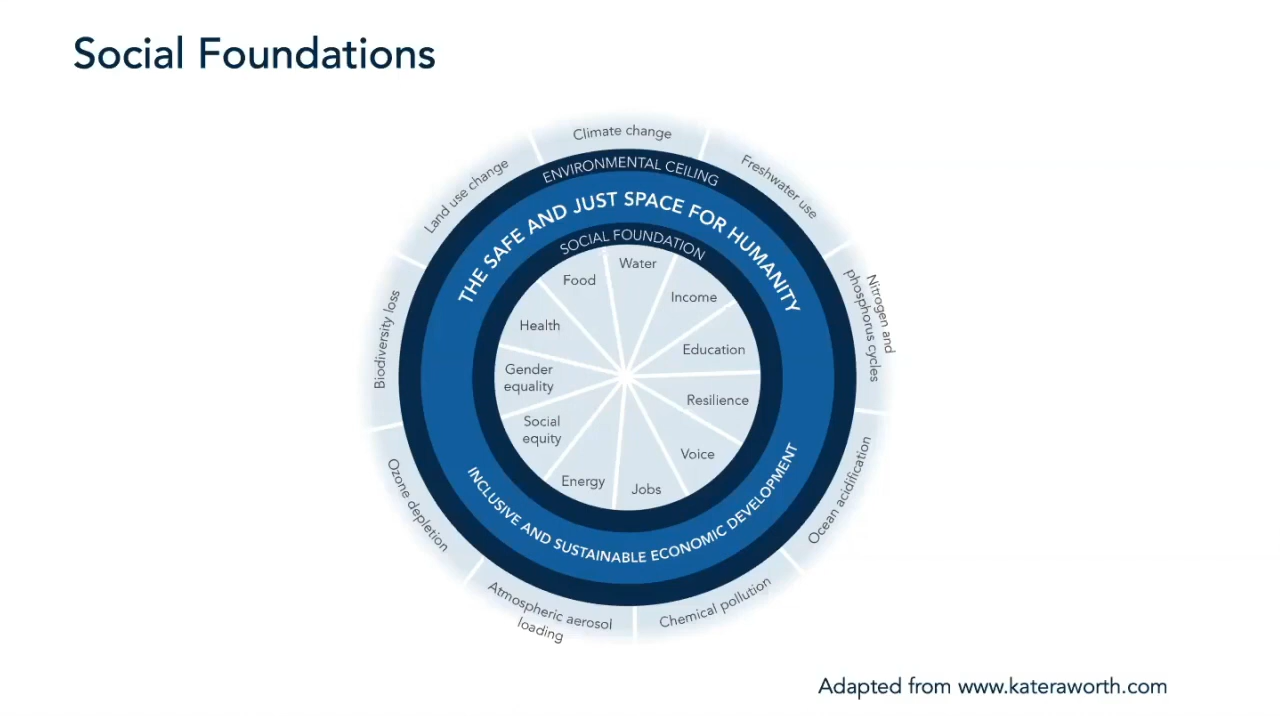 Social Foundations
Climate change
Freshwater use
Nitrogen and
phosphorus cycles
Ocean acidification
Chemical pollution
Atmospheric aerosol
loading
Ozone depletion
Biodiversity loss
Land use change
ENVIRONMENTAL CEILING
THE SAFE AND JUST SPACE FOR HUMANITY
SOCIAL FOUNDATION
Water
Income
Education
Resilience
Voice
Jobs
Energy
Social
equity
Gender
equality
Health
Food
INCLUSIVE AND SUSTAINABLE ECONOMIC DEVELOPMENT
Adapted from www.kateraworth.com